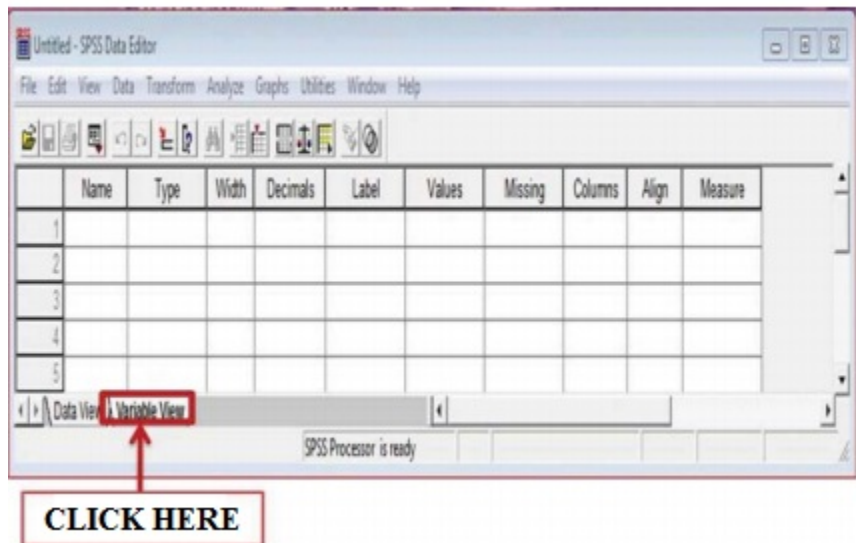 Untitled - SPSS Data Editor
File Edit View Data Transform Analyze Graphs Utilities Window Help
Name Type Width Decimals Label Values Missing Columns Align Measure
1
2
3
4
5
Data View Variable View
SPSS Processor is ready
CLICK HERE